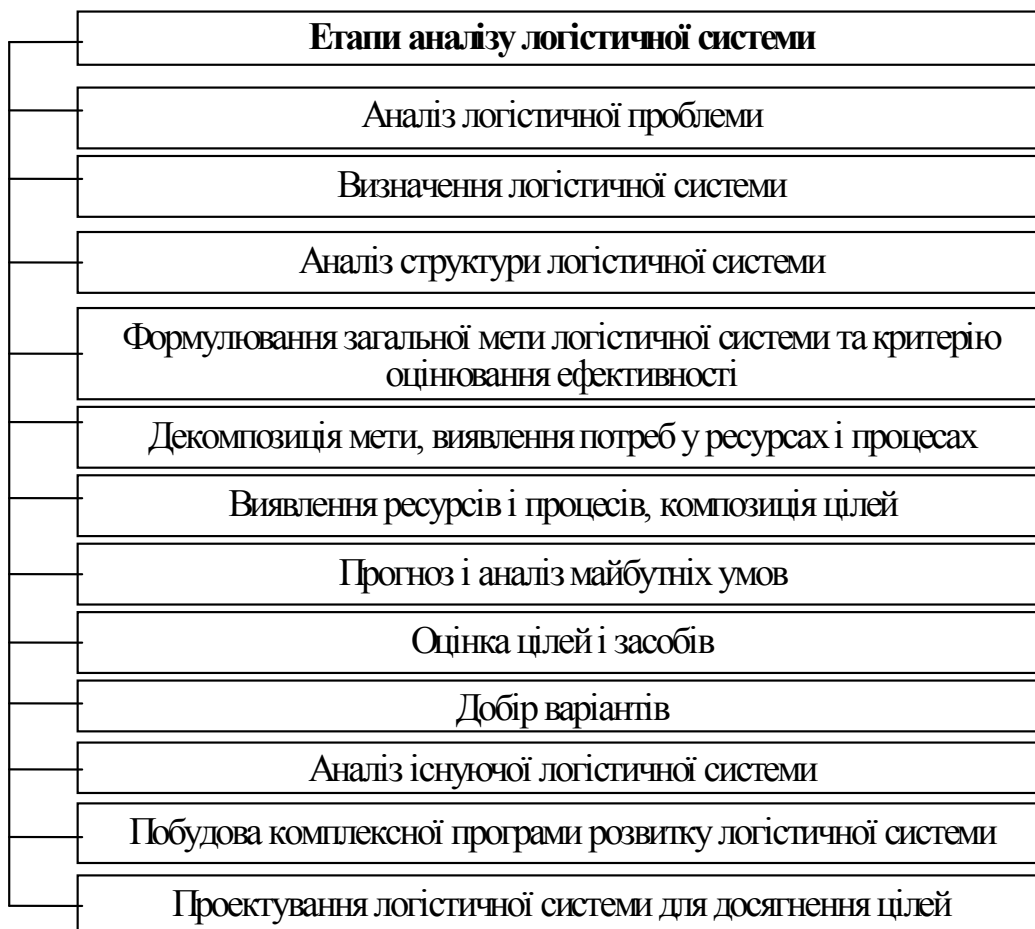 Етапи аналізу логістичної системи
Аналіз логістичної проблеми
Визначення логістичної системи
Аналіз структури логістичної системи
Формулювання загальної мети логістичної системи та критерію
оцінювання ефективності
Декомпозиція мети, виявлення потреб у ресурсах і процесах
Виявлення ресурсів і процесів, композиція цілей
Прогноз і аналіз майбутніх умов
Оцінка цілей і засобів
Добір варіантів
Аналіз існуючої логістичної системи
Побудова комплексної програми розвитку логістичної системи
Проектування логістичної системи для досягнення цілей